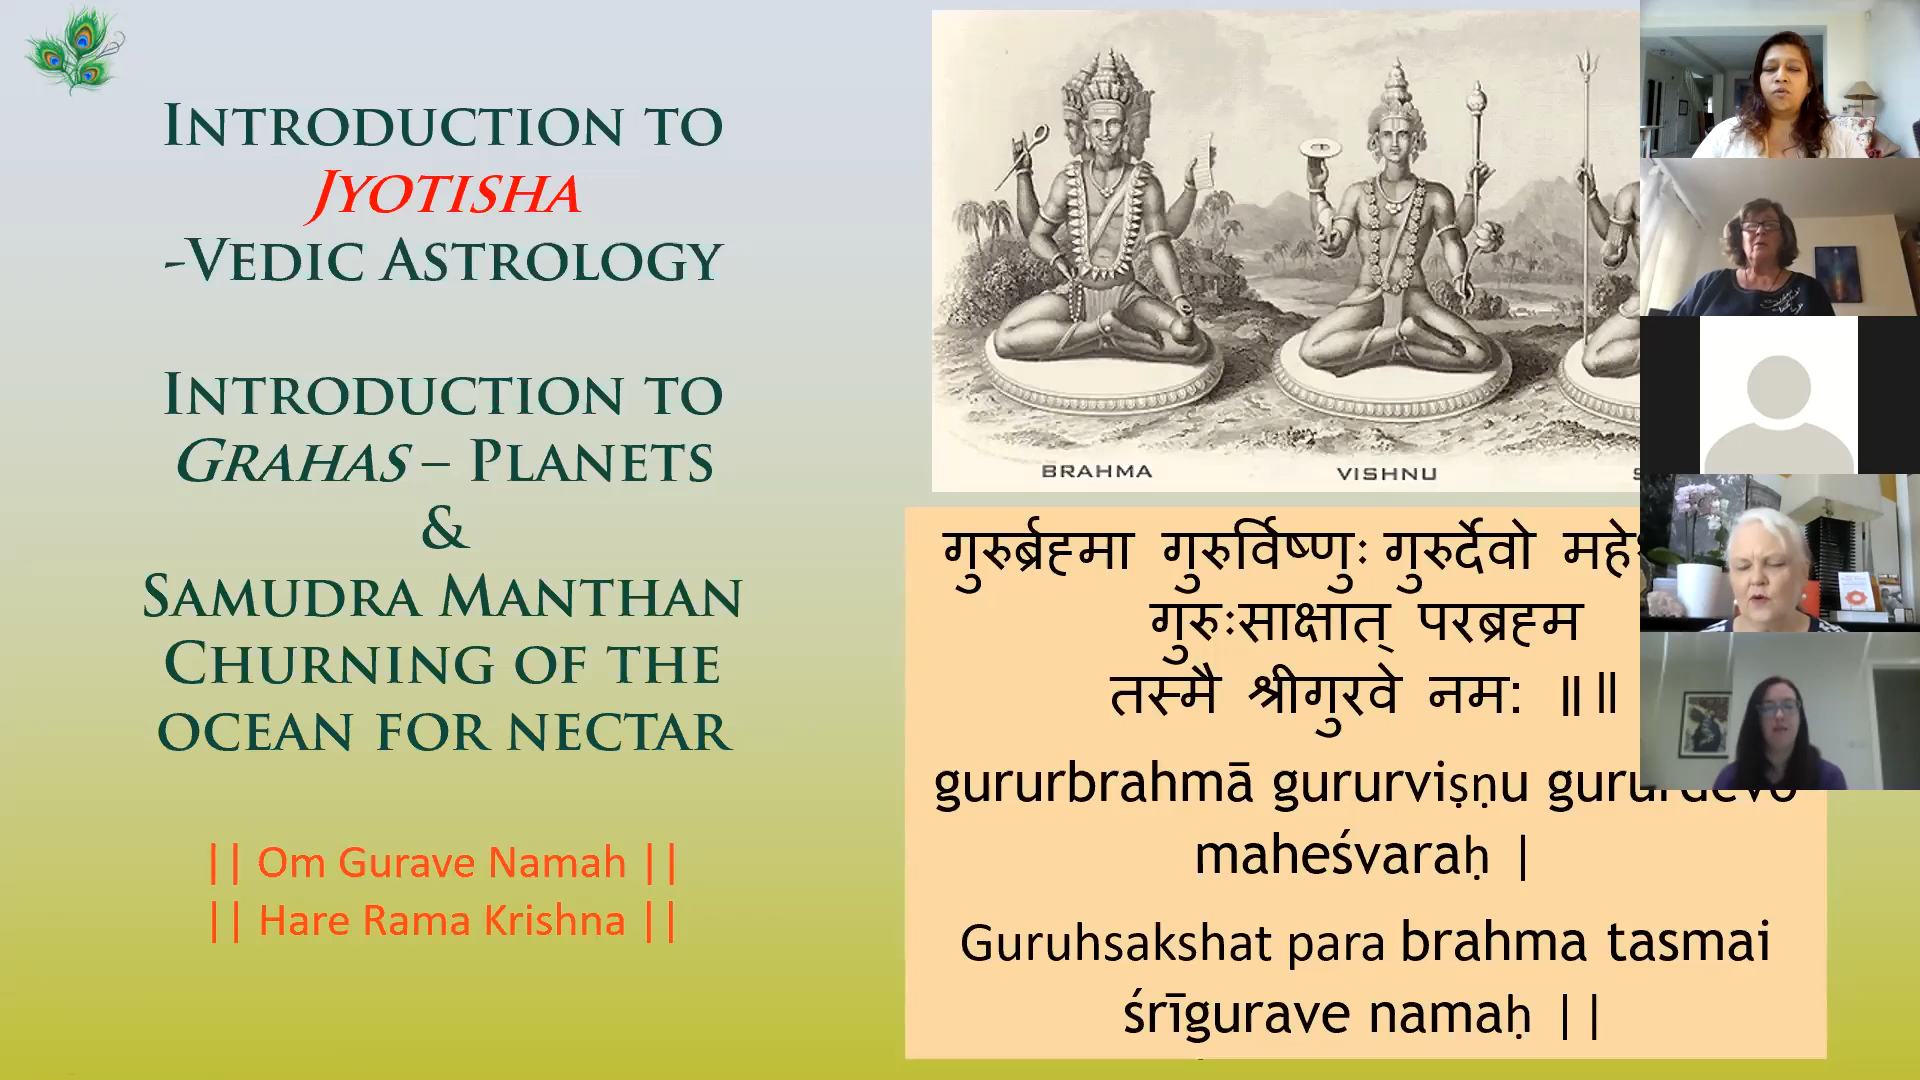 INTRODUCTION TO
JYOTISHA
-VEDIC ASTROLOGY
INTRODUCTION TO
GRAHAS – PLANETS
&
SAMUDRA MANTHAN
CHURNING OF THE
OCEAN FOR NECTAR
|| Om Gurave Namah ||
|| Hare Rama Krishna ||
BRAHMA
VISHNU
गुरुर्ब्रह्मा गुरुर्विष्णुः गुरुर्देवो
गुरुःसाक्षात् परब्रह्म
तस्मै श्रीगुरवे नम: ॥॥
gururbrahmā gururviṣṇu gururdevo
maheśvaraḥ |
Guruhsakshat para brahma tasmai
śrīgurave namaḥ ||